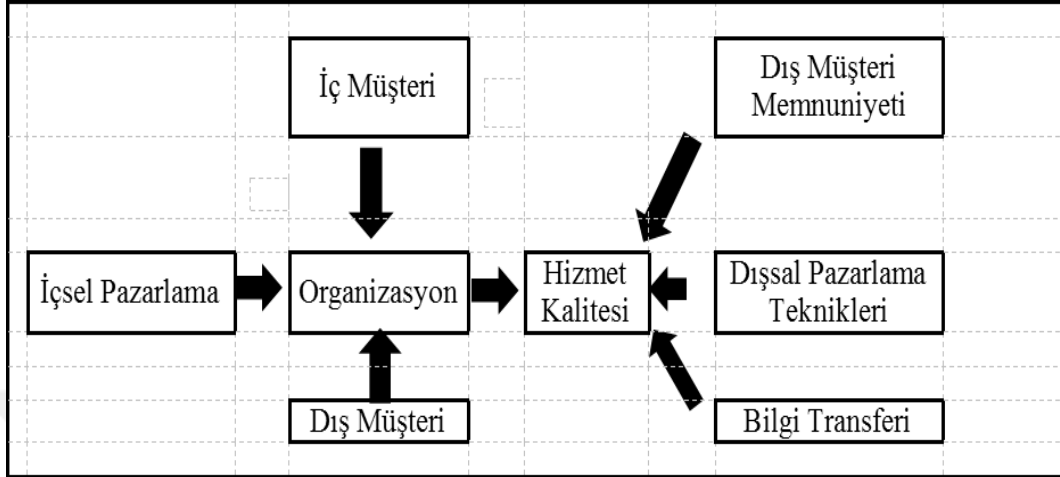 İç Müşteri
Dış Müşteri
Memnuniyeti
İçsel Pazarlama
Organizasyon
Hizmet
Kalitesi
Dışsal Pazarlama
Teknikleri
Dış Müşteri
Bilgi Transferi